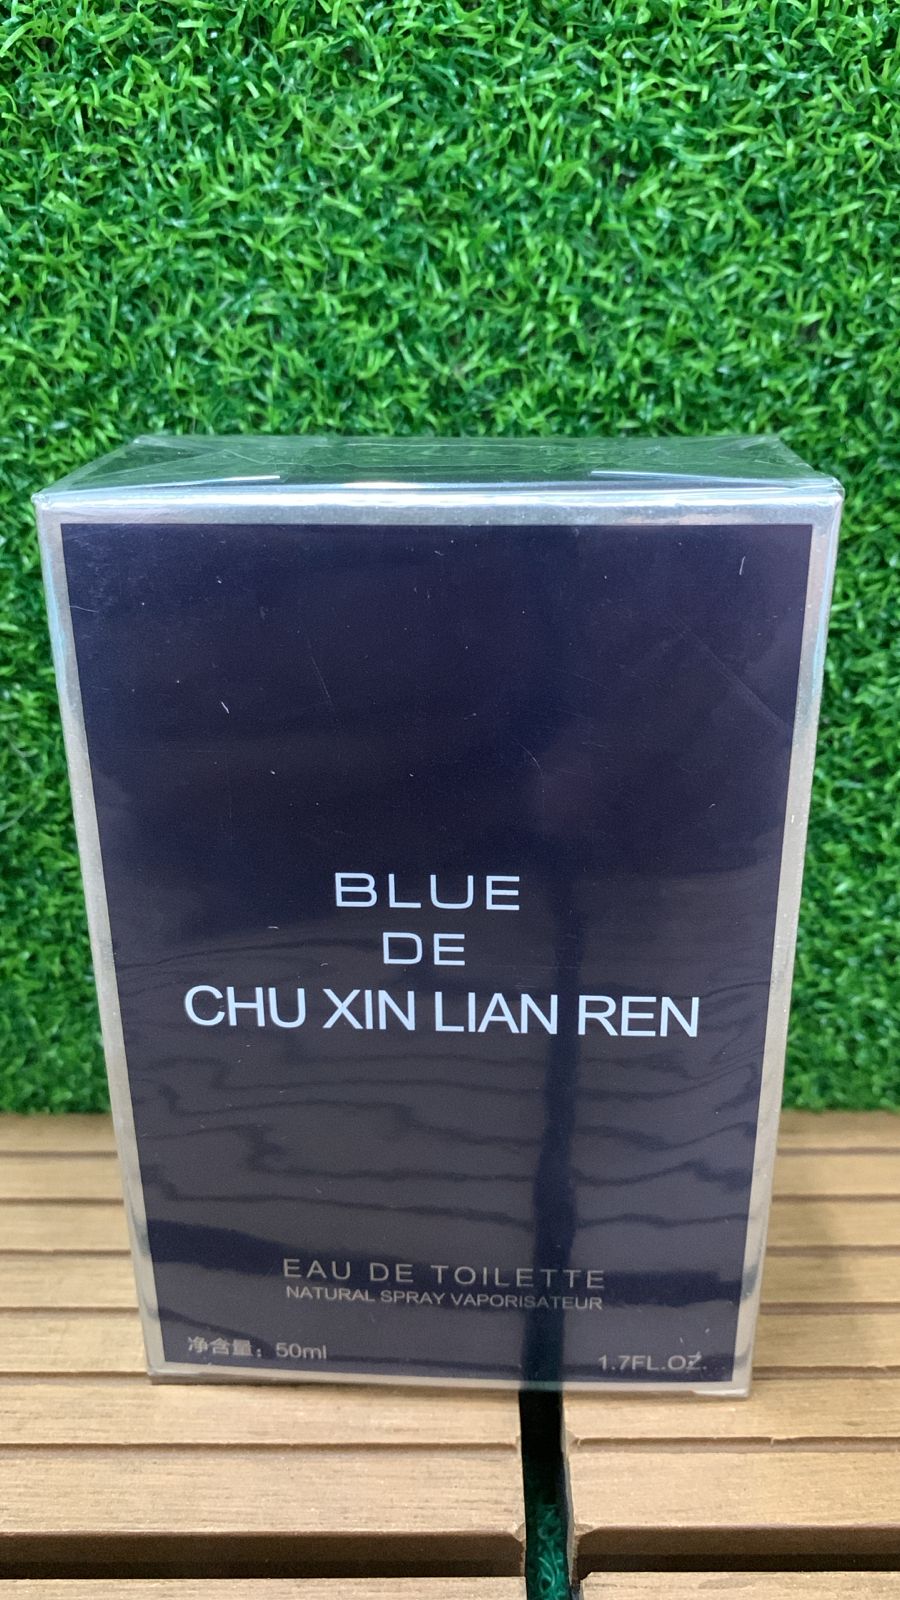 BLUE
DE
CHU XIN LIAN REN
EAU DE TOILETTE
NATURAL SPRAY VAPORISATEUR
净含量：50ml
1.7FL.OZ.